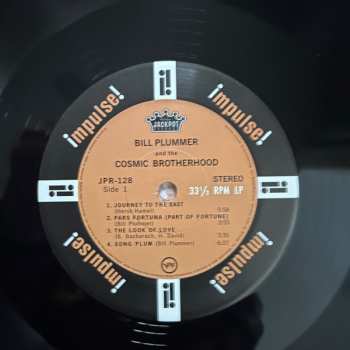 impulse!
impulse!
impulse!
impulse!
JACKPOT
BILL PLUMMER
and the
COSMIC BROTHERHOOD
JPR-128 STEREO
Side 1 33⅓ RPM LP
1. JOURNEY TO THE EAST
(Hersh Hamel)
2. PARS FORTUNA (PART OF FORTUNE)
(Bill Plummer)
3. THE LOOK OF LOVE
(B. Bacharach, H. David)
4. SONG PLUM (Bill Plummer)